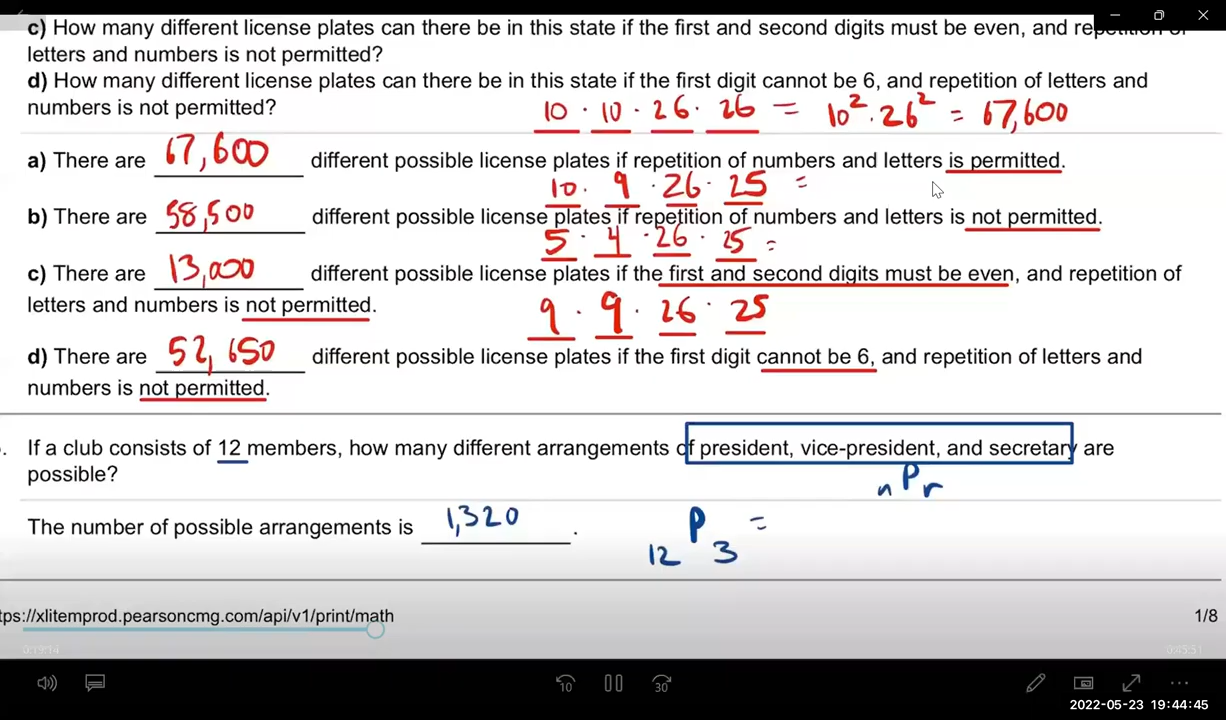 c) How many different license plates can there be in this state if the first and second digits must be even, and repetition of
letters and numbers is not permitted?
d) How many different license plates can there be in this state if the first digit cannot be 6, and repetition of letters and
numbers is not permitted?
10 · 10 · 26 · 26 = 10² · 26² = 67,600
a) There are 67,600 different possible license plates if repetition of numbers and letters is permitted.
10 · 9 · 26 · 25 =
b) There are 58,500 different possible license plates if repetition of numbers and letters is not permitted.
5 · 4 · 26 · 25 =
c) There are 13,000 different possible license plates if the first and second digits must be even, and repetition of
letters and numbers is not permitted.
9 · 9 · 26 · 25
d) There are 52,650 different possible license plates if the first digit cannot be 6, and repetition of letters and
numbers is not permitted.
. If a club consists of 12 members, how many different arrangements of president, vice-president, and secretary are
possible?
nPr
The number of possible arrangements is 1,320 .
12 P 3 =
tps://xlitemprod.pearsoncmg.com/api/v1/print/math
1/8
0:19:14
0:45:51
10
30
2022-05-23 19:44:45